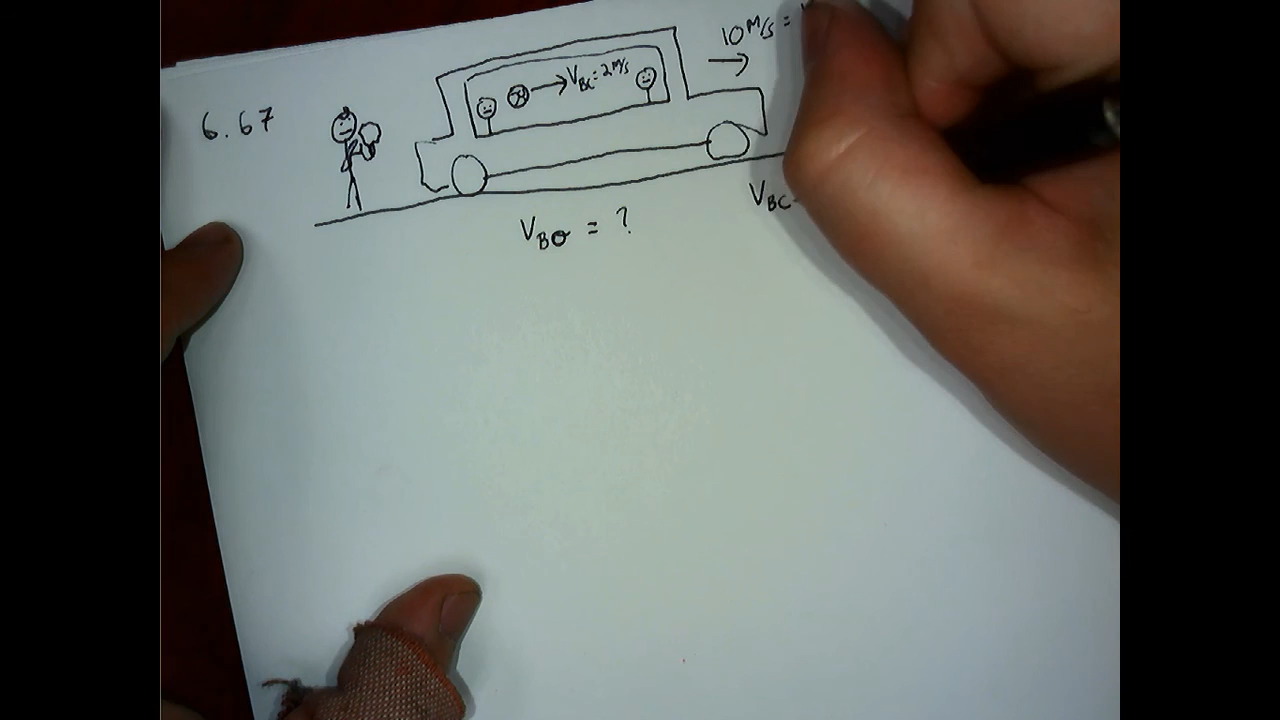 10 M/S =
V_BC = 2 M/S
6.67
V_BC
V_BO = ?